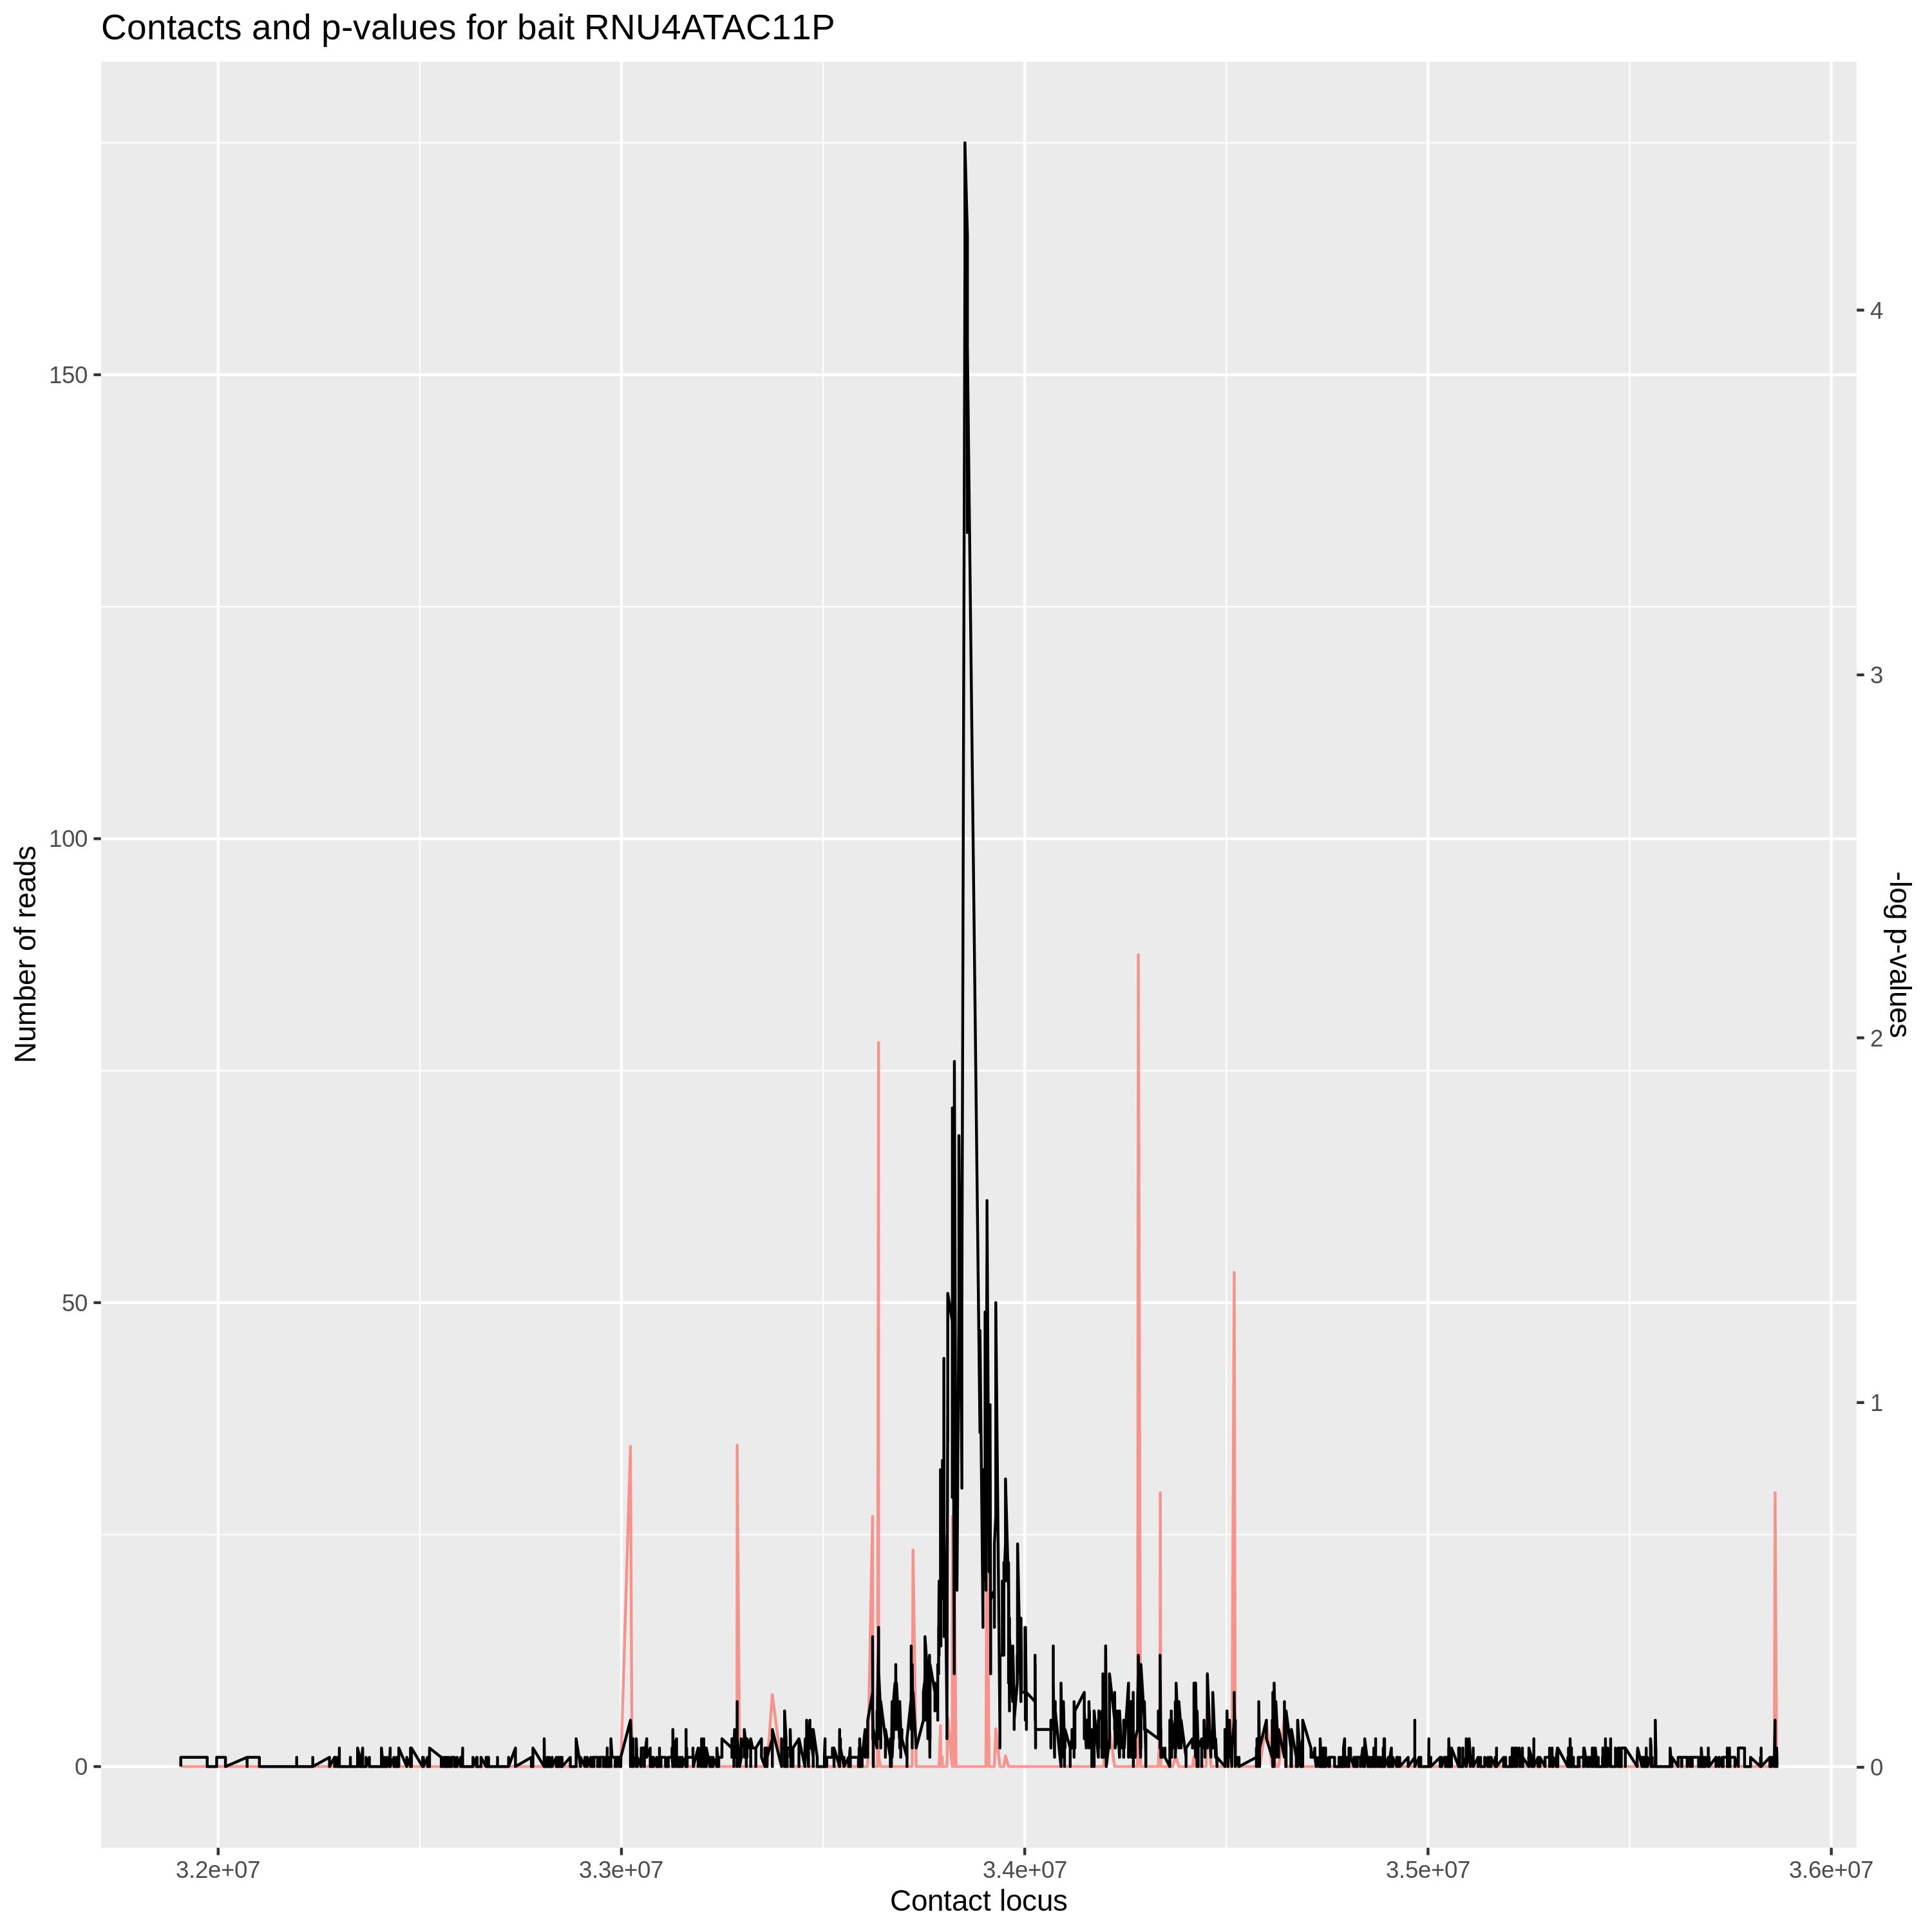 Contacts and p-values for bait RNU4ATAC11P
Number of reads
150
100
50
0
-log p-values
4
3
2
1
0
3.2e+07
3.3e+07
3.4e+07
3.5e+07
3.6e+07
Contact locus